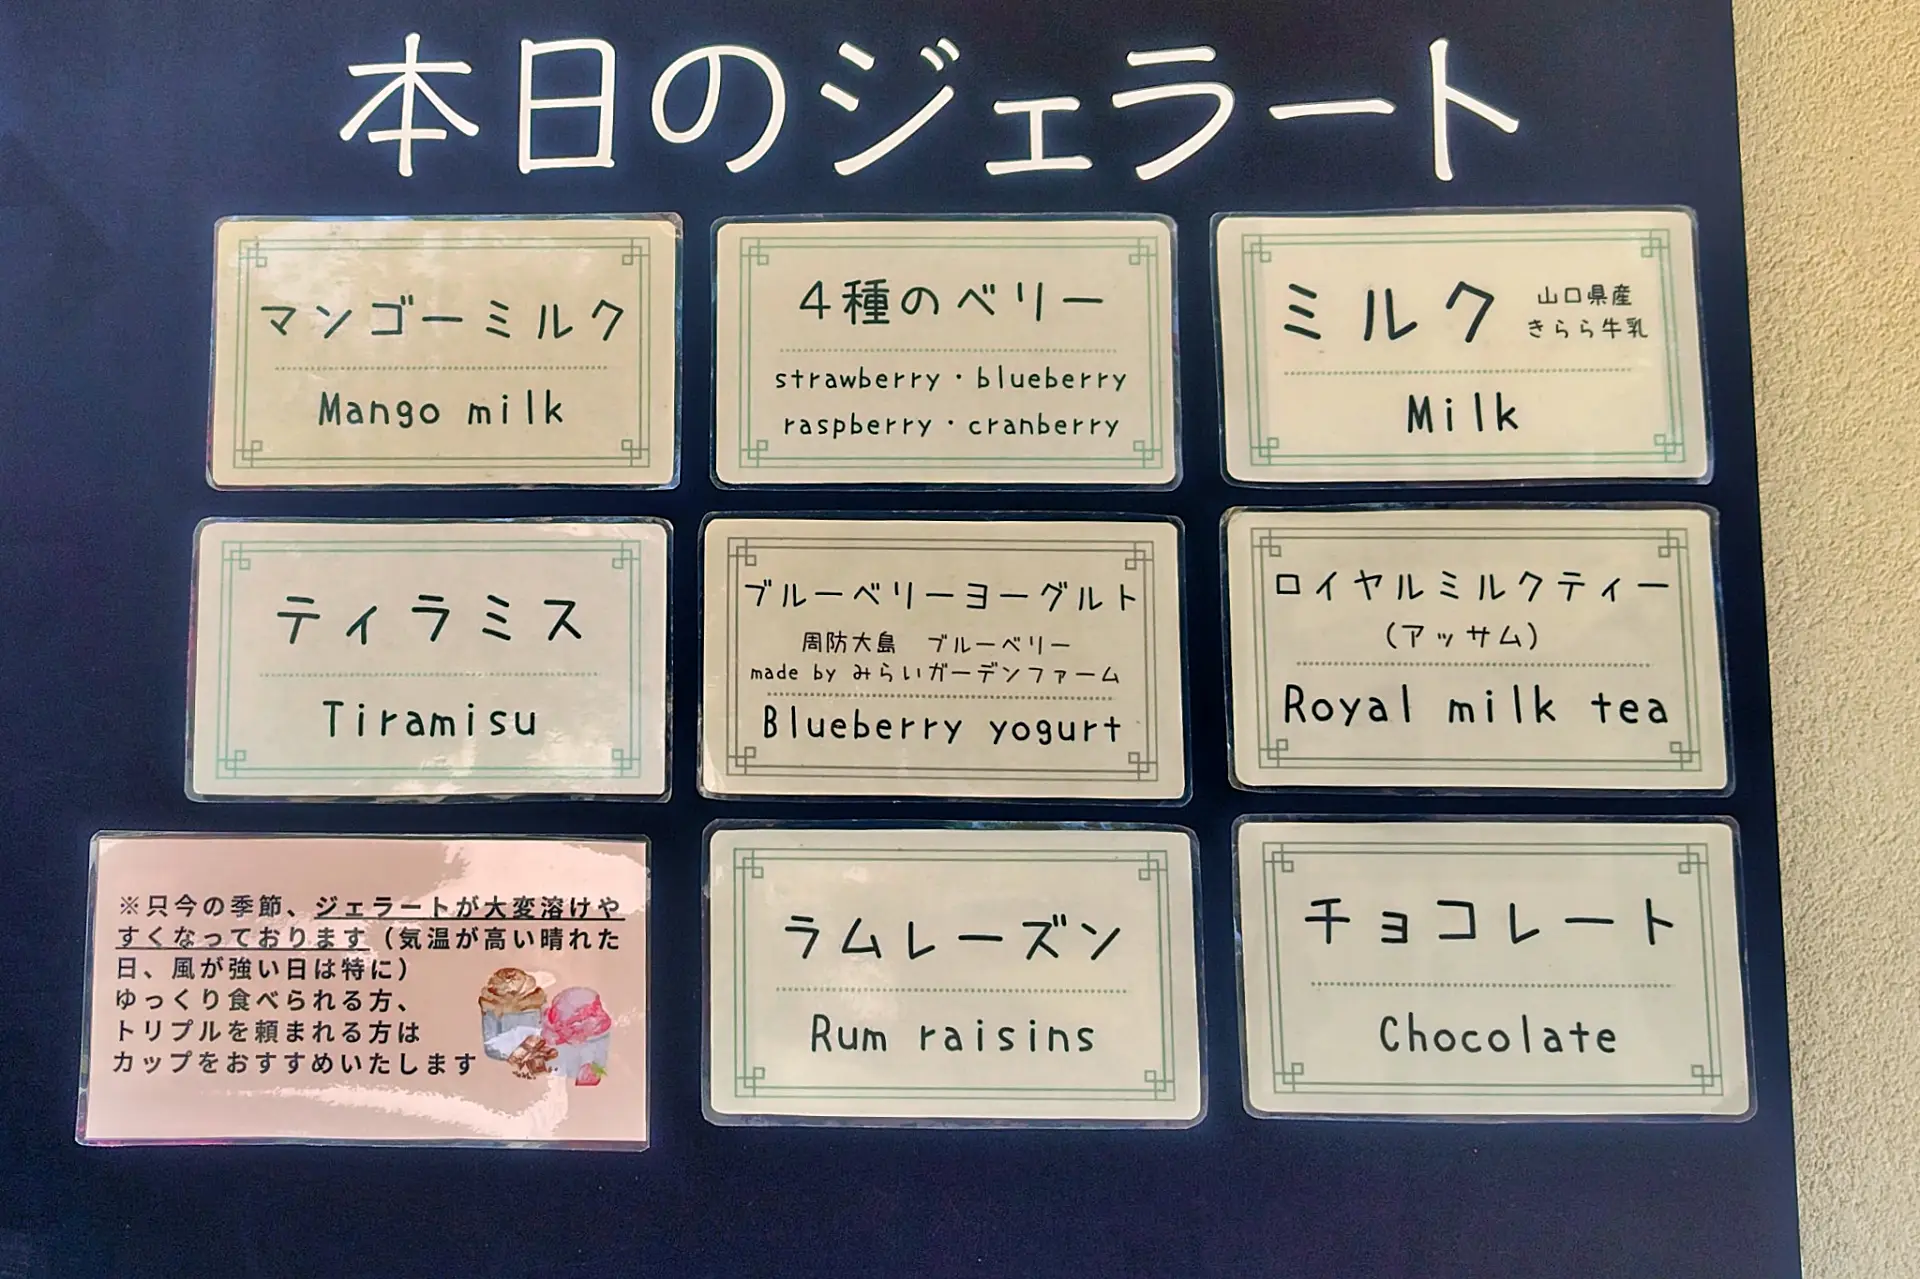 本日のジェラート
マンゴーミルク
Mango milk
4種のベリー
strawberry・blueberry
raspberry・cranberry
ミルク
山口県産
きらら牛乳
Milk
ティラミス
Tiramisu
ブルーベリーヨーグルト
周防大島 ブルーベリー
made by みらいガーデンファーム
Blueberry yogurt
ロイヤルミルクティー
(アッサム)
Royal milk tea
※只今の季節、ジェラートが大変溶けや
すくなっております（気温が高い晴れた
日、風が強い日は特に）
ゆっくり食べられる方、
トリプルを頼まれる方は
カップをおすすめいたします
ラムレーズン
Rum raisins
チョコレート
Chocolate